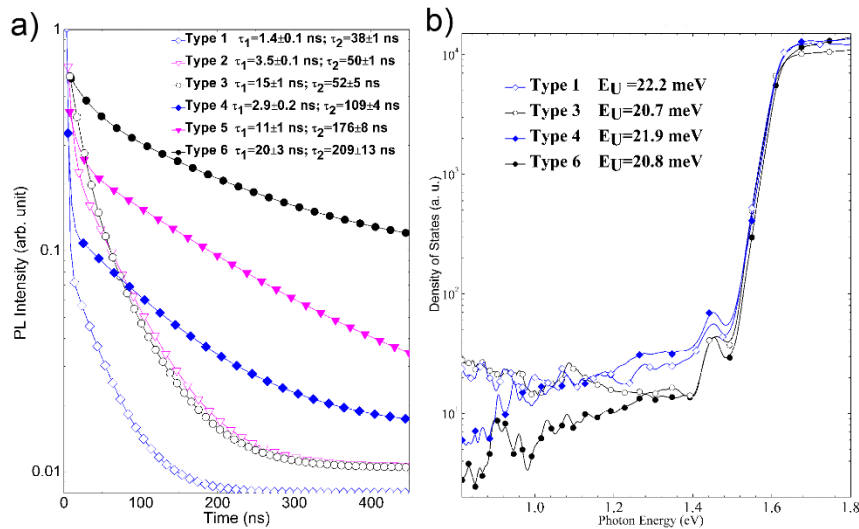 a)
Type 1 τ1=1.4±0.1 ns; τ2=38±1 ns
Type 2 τ1=3.5±0.1 ns; τ2=50±1 ns
Type 3 τ1=15±1 ns; τ2=52±5 ns
Type 4 τ1=2.9±0.2 ns; τ2=109±4 ns
Type 5 τ1=11±1 ns; τ2=176±8 ns
Type 6 τ1=20±3 ns; τ2=209±13 ns
PL Intensity (arb. unit)
1
0.1
0.01
0 100 200 300 400
Time (ns)
b)
Type 1 EU=22.2 meV
Type 3 EU=20.7 meV
Type 4 EU=21.9 meV
Type 6 EU=20.8 meV
Density of States (a. u.)
10^4
10^3
10^2
10^1
1.0 1.2 1.4 1.6 1.8
Photon Energy (eV)